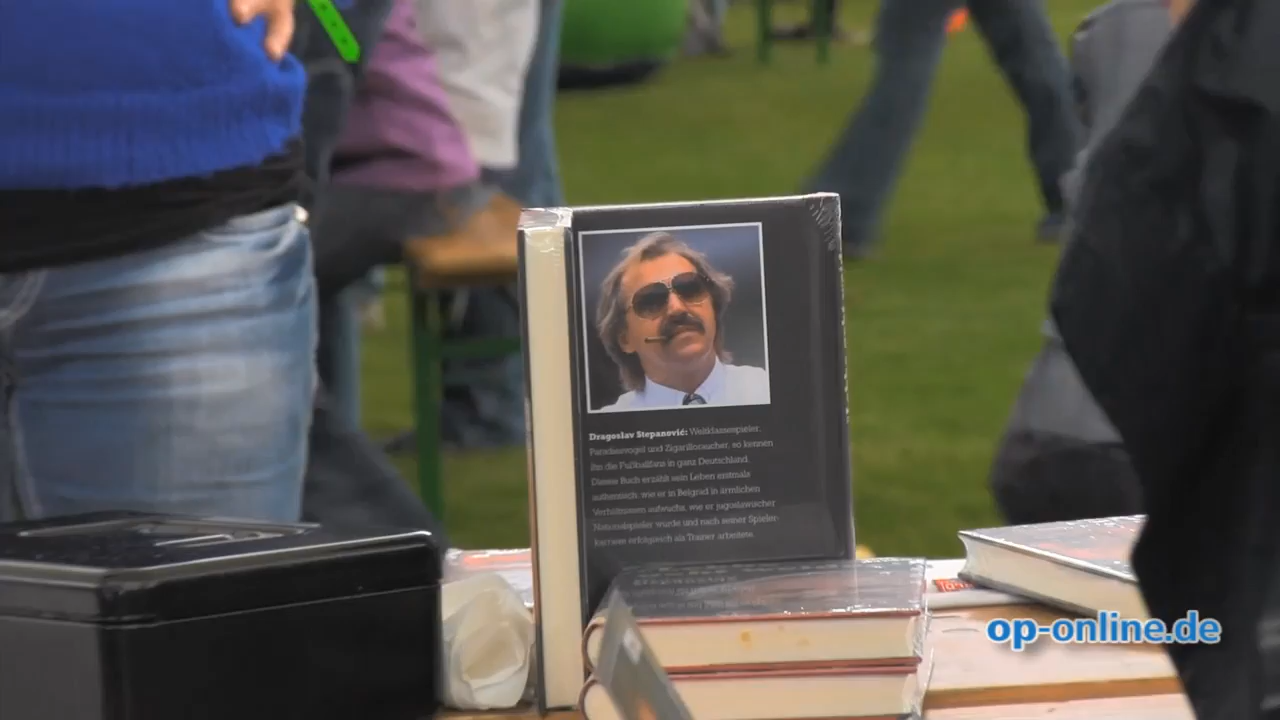 Dragoslav Stepanović: Weltklassespieler,
Paradiesvogel und Zigarilloraucher, so kennen
ihn die Fußballfans in ganz Deutschland.
Dieses Buch erzählt sein Leben erstmals
authentisch: wie er in Belgrad in ärmlichen
Verhältnissen aufwuchs, wie er jugoslawischer
Nationalspieler wurde und nach seiner Spieler-
karriere erfolgreich als Trainer arbeitete.
op-online.de